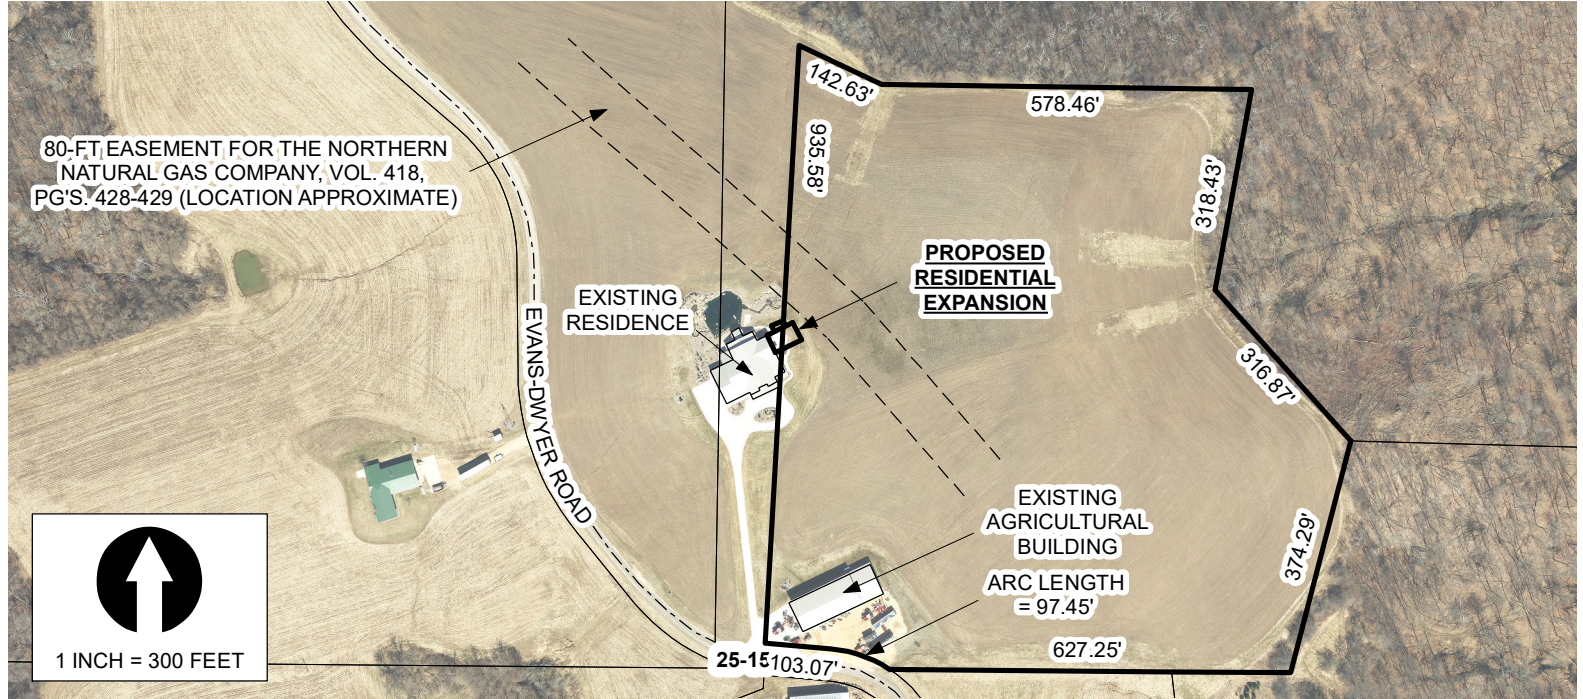 142.63'
578.46'
935.58'
318.43'
80-FT EASEMENT FOR THE NORTHERN
NATURAL GAS COMPANY, VOL. 418,
PG'S. 428-429 (LOCATION APPROXIMATE)
PROPOSED
RESIDENTIAL
EXPANSION
EXISTING
RESIDENCE
EVANS-DWYER ROAD
316.87'
EXISTING
AGRICULTURAL
BUILDING
374.29'
ARC LENGTH
= 97.45'
627.25'
25-15
103.07'
1 INCH = 300 FEET